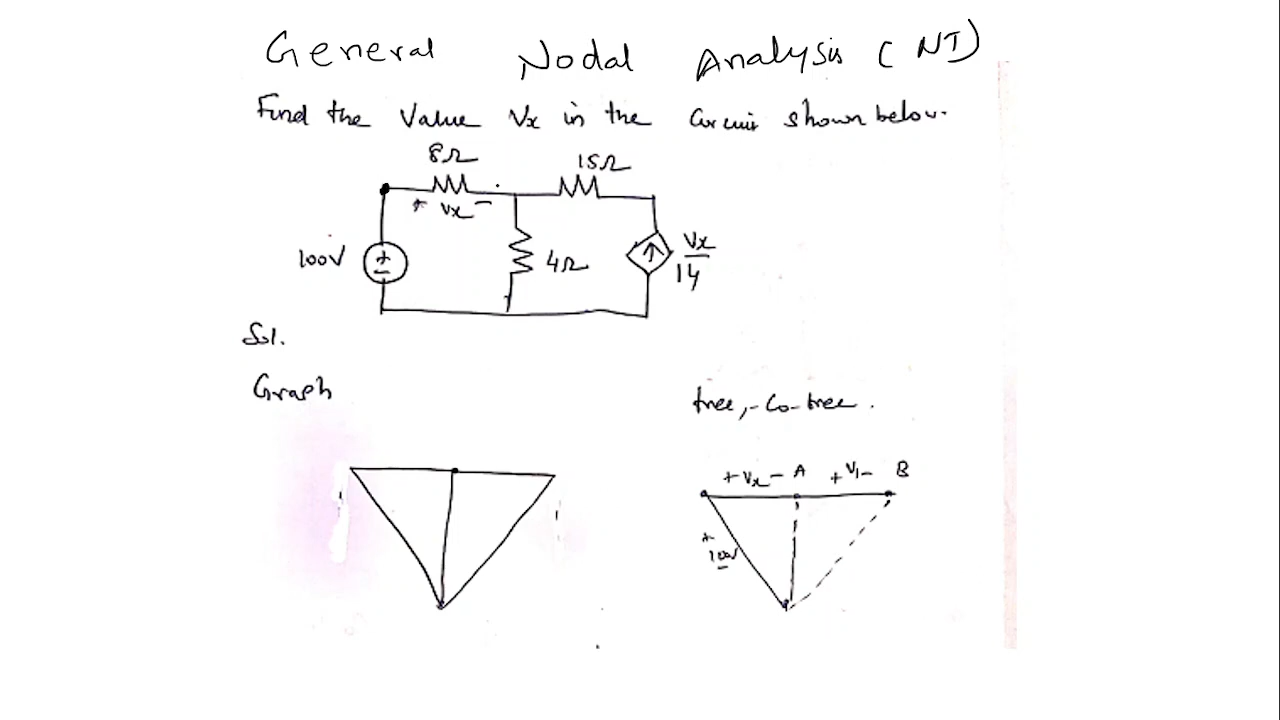 General Nodal Analysis ( NT )
Find the Value Vx in the Circuit shown below.
8Ω 15Ω
+ Vx -
100V + - 4Ω Vx/14
Sol.
Graph
tree, - Co-tree.
+ Vx - A + V1 - B
+ 100V -